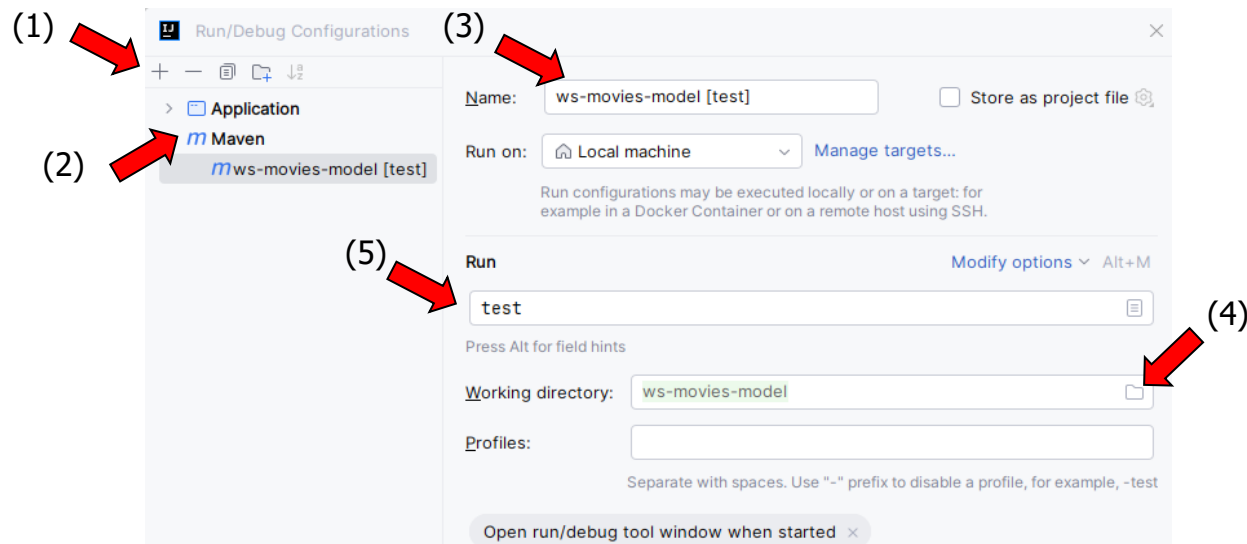 (1)
Run/Debug Configurations
(3)
Application
(2)
Maven
ws-movies-model [test]
Name:
ws-movies-model [test]
Store as project file
Run on:
Local machine
Manage targets...
Run configurations may be executed locally or on a target: for
example in a Docker Container or on a remote host using SSH.
(5)
Run
Modify options
Alt+M
test
(4)
Press Alt for field hints
Working directory:
ws-movies-model
Profiles:
Separate with spaces. Use "-" prefix to disable a profile, for example, -test
Open run/debug tool window when started ×